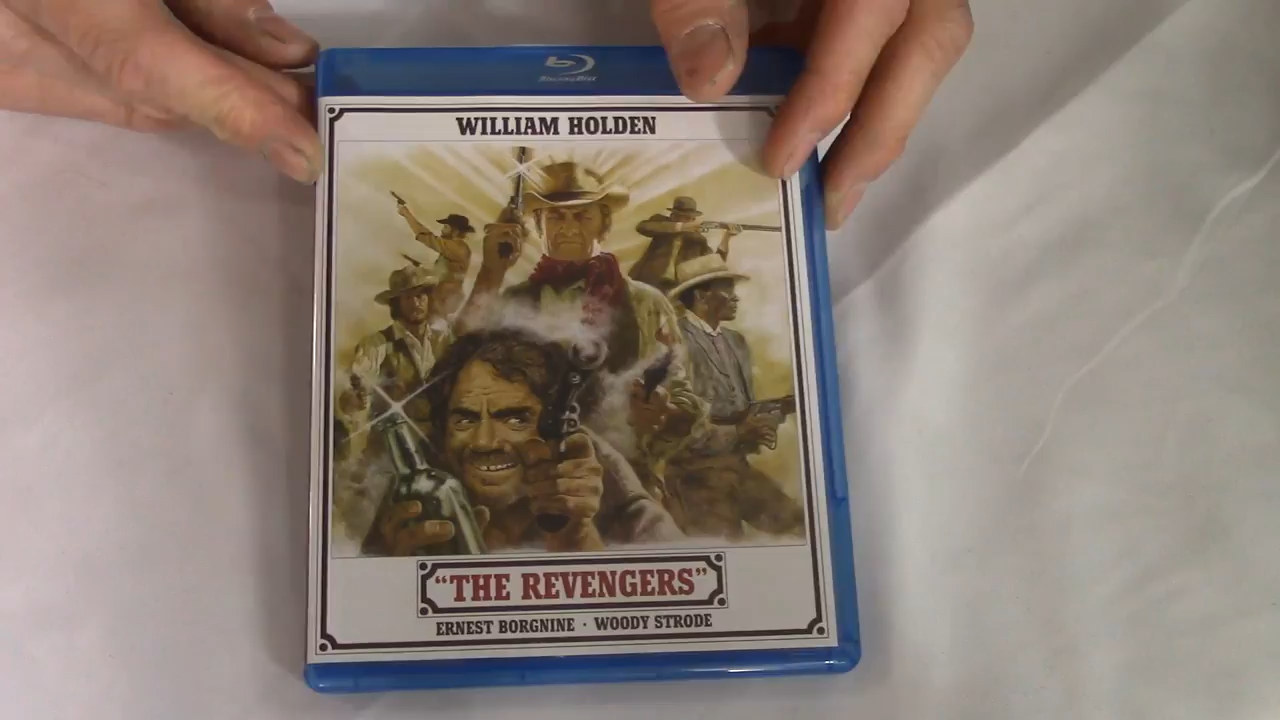 Blu-ray Disc
WILLIAM HOLDEN
“THE REVENGERS”
ERNEST BORGNINE · WOODY STRODE